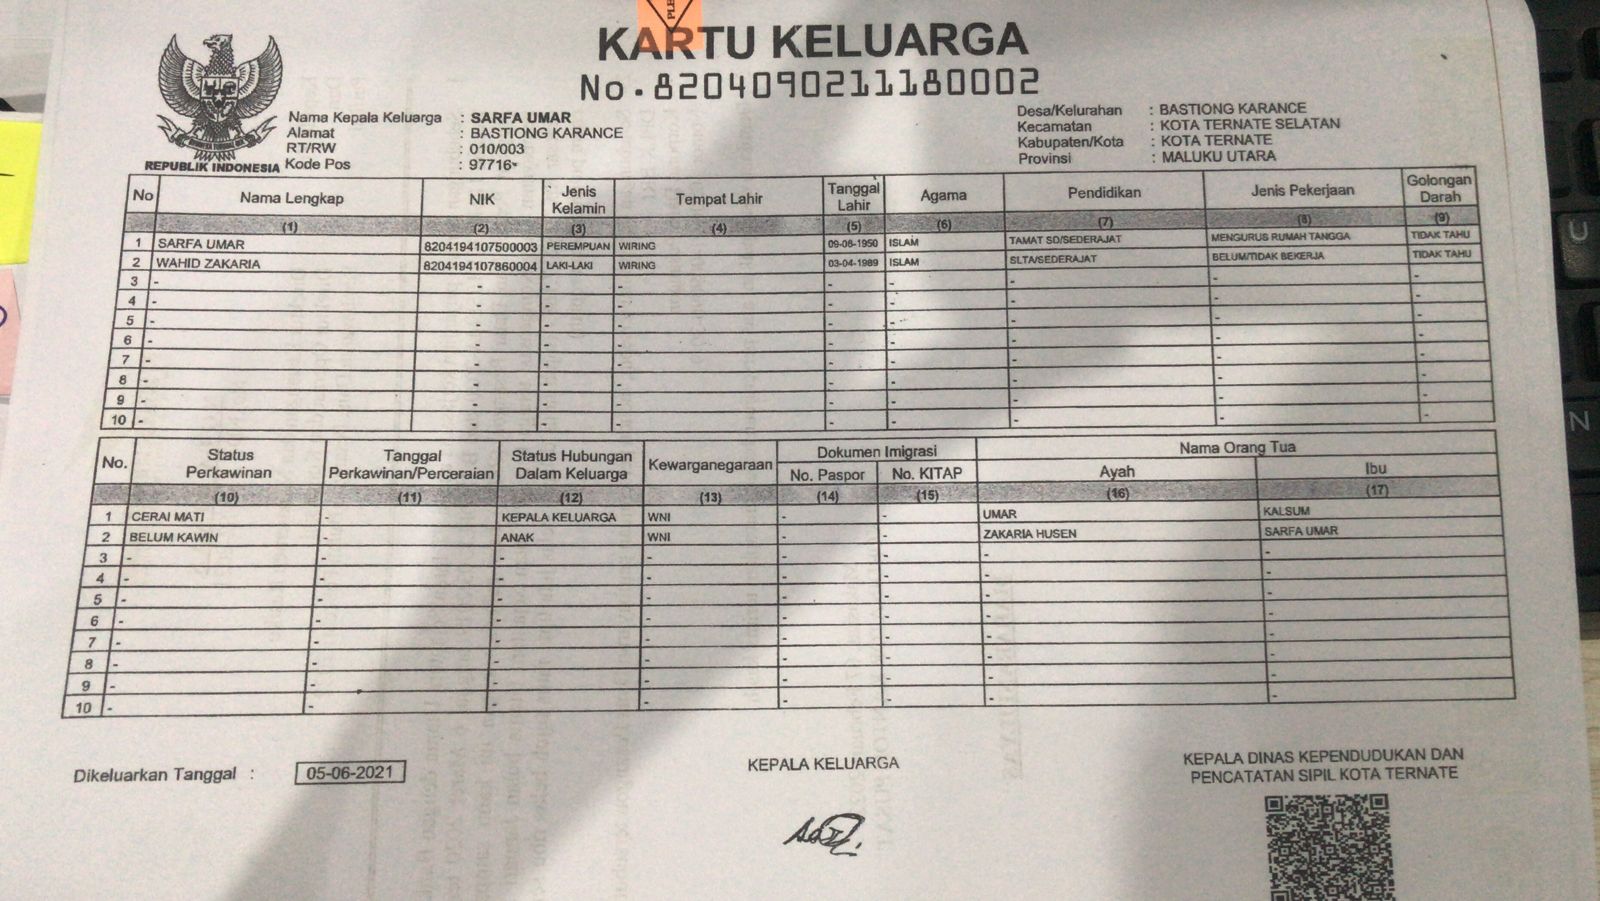 PLE
KARTU KELUARGA
No.8204090211180002
Nama Kepala Keluarga : SARFA UMAR
Alamat : BASTIONG KARANCE
RT/RW : 010/003
Kode Pos : 97716
Desa/Kelurahan : BASTIONG KARANCE
Kecamatan : KOTA TERNATE SELATAN
Kabupaten/Kota : KOTA TERNATE
Provinsi : MALUKU UTARA
REPUBLIK INDONESIA
No Nama Lengkap NIK Jenis Kelamin Tempat Lahir Tanggal Lahir Agama Pendidikan Jenis Pekerjaan Golongan Darah
(1) (2) (3) (4) (5) (6) (7) (8) (9)
1 SARFA UMAR 8204194107500003 PEREMPUAN WIRING ISLAM TAMAT SD/SEDERAJAT MENGURUS RUMAH TANGGA TIDAK TAHU
2 WAHID ZAKARIA 8204194107860004 LAKI-LAKI WIRING 03-04-1989 ISLAM SLTA/SEDERAJAT BELUM/TIDAK BEKERJA TIDAK TAHU
3 - - - - - - - - -
4 - - - - - - - - -
5 - - - - - - - - -
6 - - - - - - - - -
7 - - - - - - - - -
8 - - - - - - - - -
9 - - - - - - - - -
10 - - - - - - - - -
No. Status Perkawinan Tanggal Perkawinan/Perceraian Status Hubungan Dalam Keluarga Kewarganegaraan Dokumen Imigrasi Nama Orang Tua
No. Paspor No. KITAP Ayah Ibu
(10) (11) (12) (13) (14) (15) (16) (17)
1 CERAI MATI - KEPALA KELUARGA WNI - - UMAR KALSUM
2 BELUM KAWIN - ANAK WNI - - ZAKARIA HUSEN SARFA UMAR
3 - - - - - - - -
4 - - - - - - - -
5 - - - - - - - -
6 - - - - - - - -
7 - - - - - - - -
8 - - - - - - - -
9 - - - - - - - -
10 - - - - - - - -
Dikeluarkan Tanggal : 05-06-2021
KEPALA KELUARGA
KEPALA DINAS KEPENDUDUKAN DAN
PENCATATAN SIPIL KOTA TERNATE
U
N